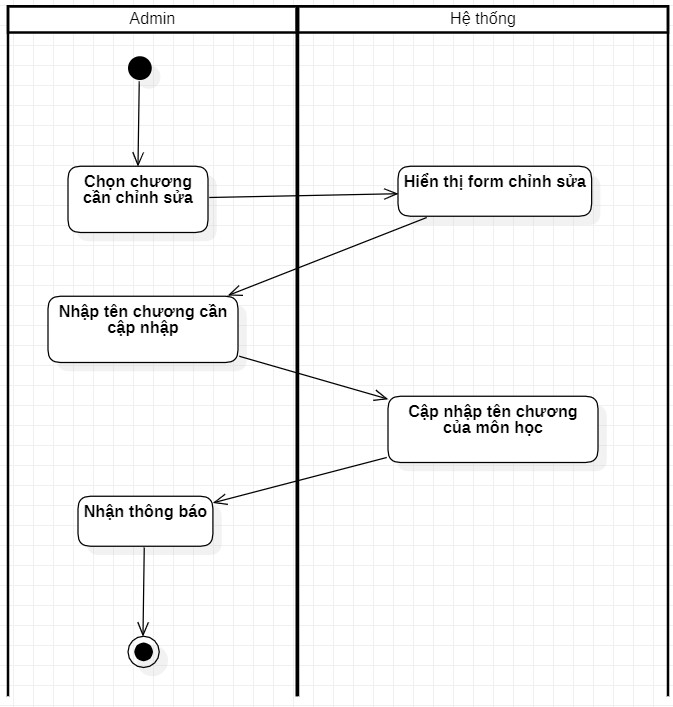 Admin
Hệ thống
Chọn chương
cần chỉnh sửa
Hiển thị form chỉnh sửa
Nhập tên chương cần
cập nhập
Cập nhập tên chương
của môn học
Nhận thông báo